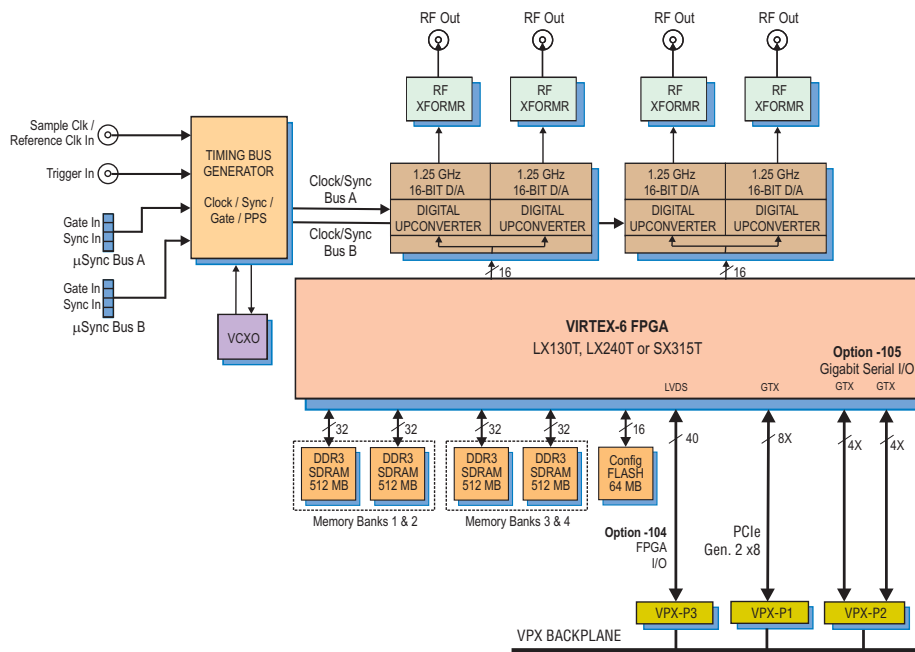 RF Out
RF Out
RF Out
RF Out
RF
XFORMR
RF
XFORMR
RF
XFORMR
RF
XFORMR
Sample Clk /
Reference Clk In
Trigger In
Gate In
Sync In
μSync Bus A
Gate In
Sync In
μSync Bus B
TIMING BUS
GENERATOR
Clock / Sync /
Gate / PPS
VCXO
Clock/Sync
Bus A
Clock/Sync
Bus B
1.25 GHz
16-BIT D/A
1.25 GHz
16-BIT D/A
DIGITAL
UPCONVERTER
DIGITAL
UPCONVERTER
1.25 GHz
16-BIT D/A
1.25 GHz
16-BIT D/A
DIGITAL
UPCONVERTER
DIGITAL
UPCONVERTER
16
16
VIRTEX-6 FPGA
LX130T, LX240T or SX315T
Option -105
Gigabit Serial I/O
LVDS
GTX
GTX
GTX
32
32
32
32
16
40
8X
4X
4X
DDR3
SDRAM
512 MB
DDR3
SDRAM
512 MB
DDR3
SDRAM
512 MB
DDR3
SDRAM
512 MB
Config
FLASH
64 MB
Memory Banks 1 & 2
Memory Banks 3 & 4
Option -104
FPGA
I/O
PCIe
Gen. 2 x8
VPX-P3
VPX-P1
VPX-P2
VPX BACKPLANE